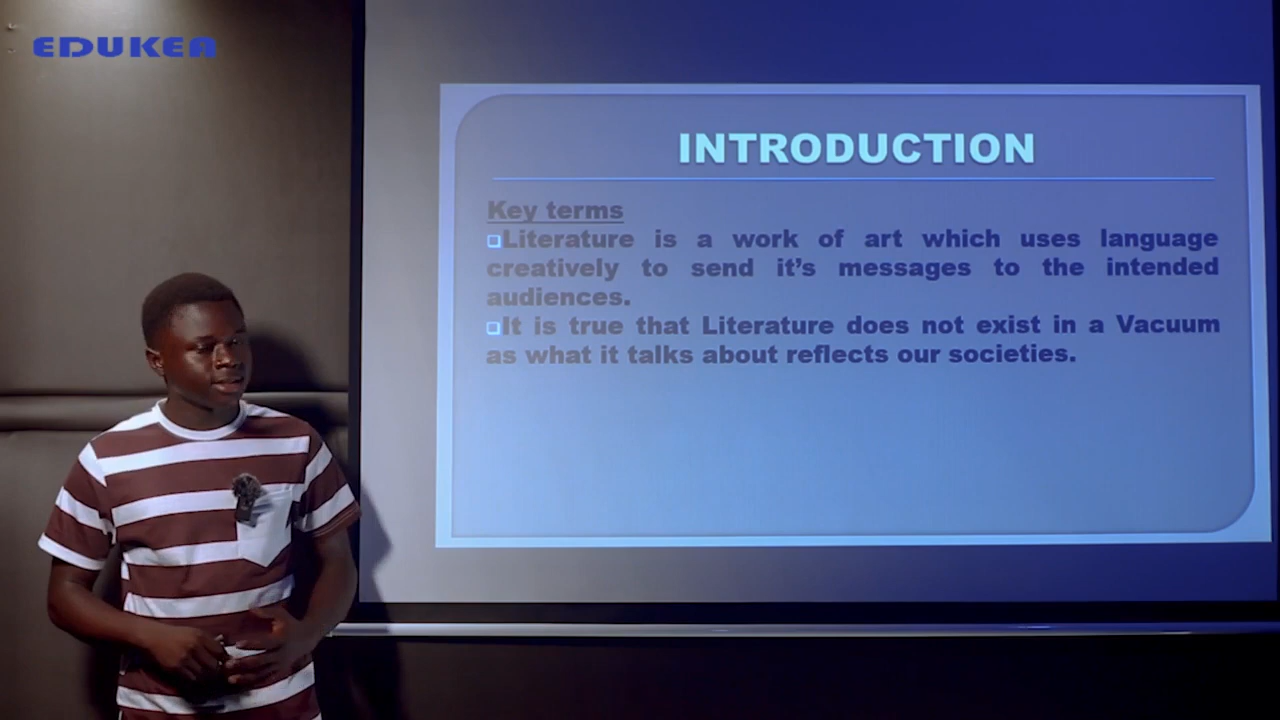 EDUKEA
INTRODUCTION
Key terms
❑Literature is a work of art which uses language
creatively to send it’s messages to the intended
audiences.
❑It is true that Literature does not exist in a Vacuum
as what it talks about reflects our societies.